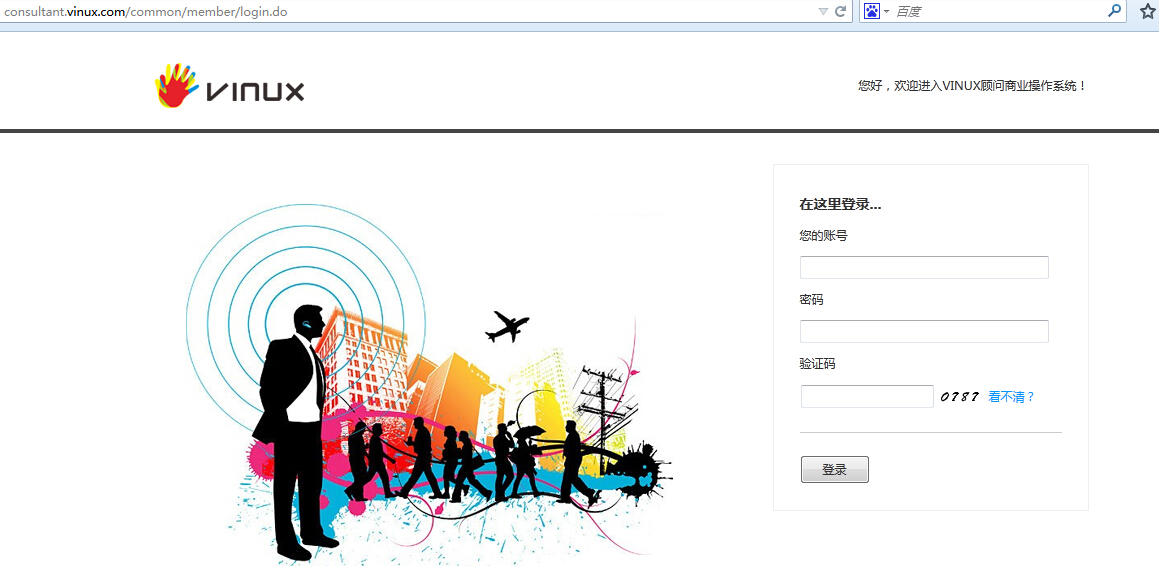 consultant.vinux.com/common/member/login.do
百度
VINUX
您好，欢迎进入VINUX顾问商业操作系统！
在这里登录...
您的账号
密码
验证码
0787 看不清？
登录